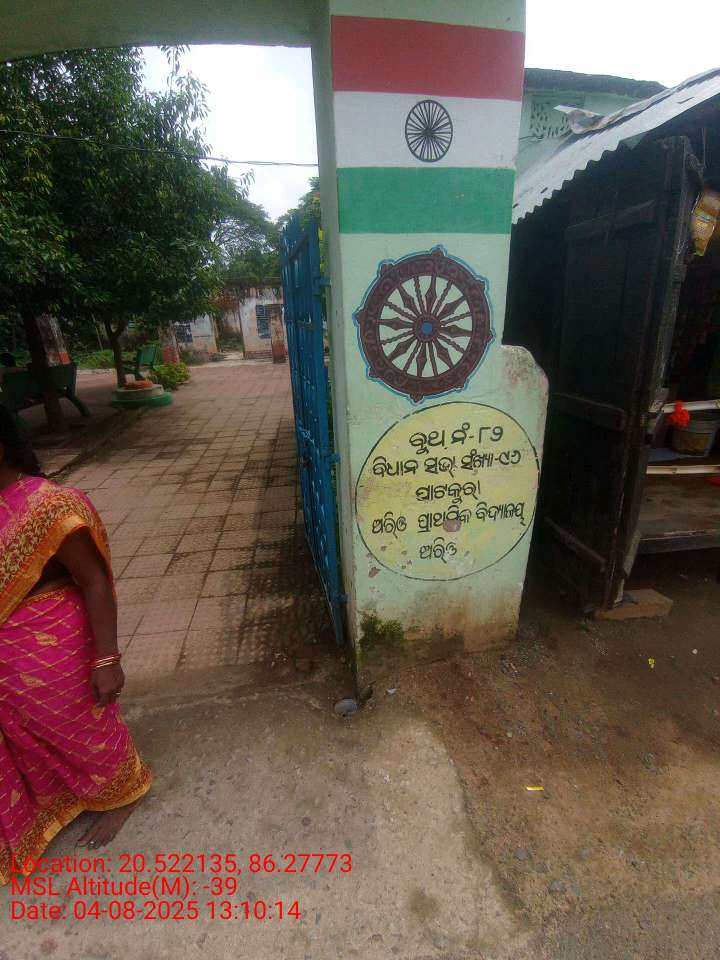 ବୁଥ ନଂ- ୮୨
ବିଧାନ ସଭା ସଂଖ୍ୟା-୯୬
ପାଟକୁରା
ଅରିଓ ପ୍ରାଥମିକ ବିଦ୍ୟାଳୟ
ଅରିଓ
Location: 20.522135, 86.27773
MSL Altitude(M): -39
Date: 04-08-2025 13:10:14